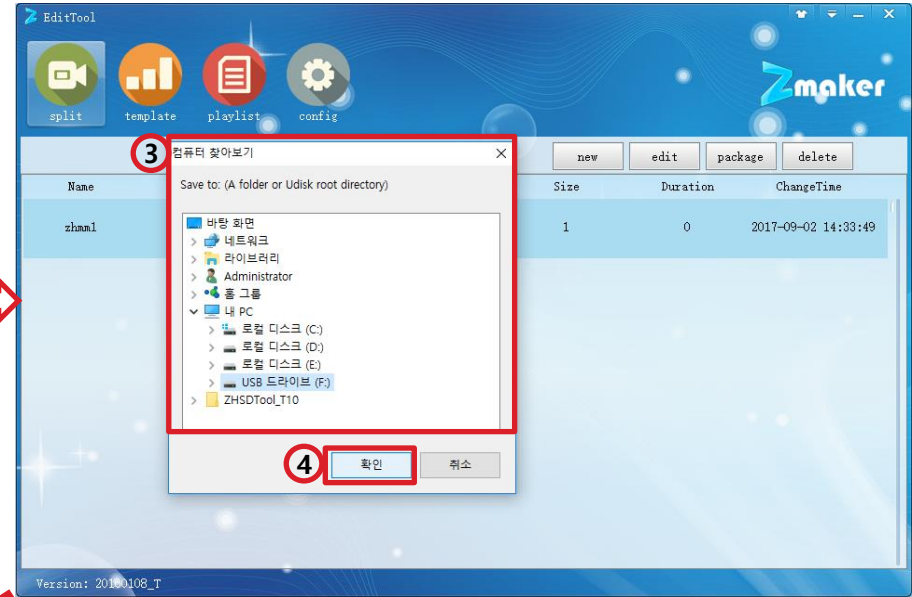 EditTool
split
template
playlist
config
Zmaker
③
컴퓨터 찾아보기
new
edit
package
delete
Name
Save to: (A folder or Udisk root directory)
Size
Duration
ChangeTime
zhmm1
1
0
2017-09-02 14:33:49
바탕 화면
네트워크
라이브러리
Administrator
홈 그룹
내 PC
로컬 디스크 (C:)
로컬 디스크 (D:)
로컬 디스크 (E:)
USB 드라이브 (F:)
ZHSDTool_T10
④
확인
취소
Version: 20160108_T